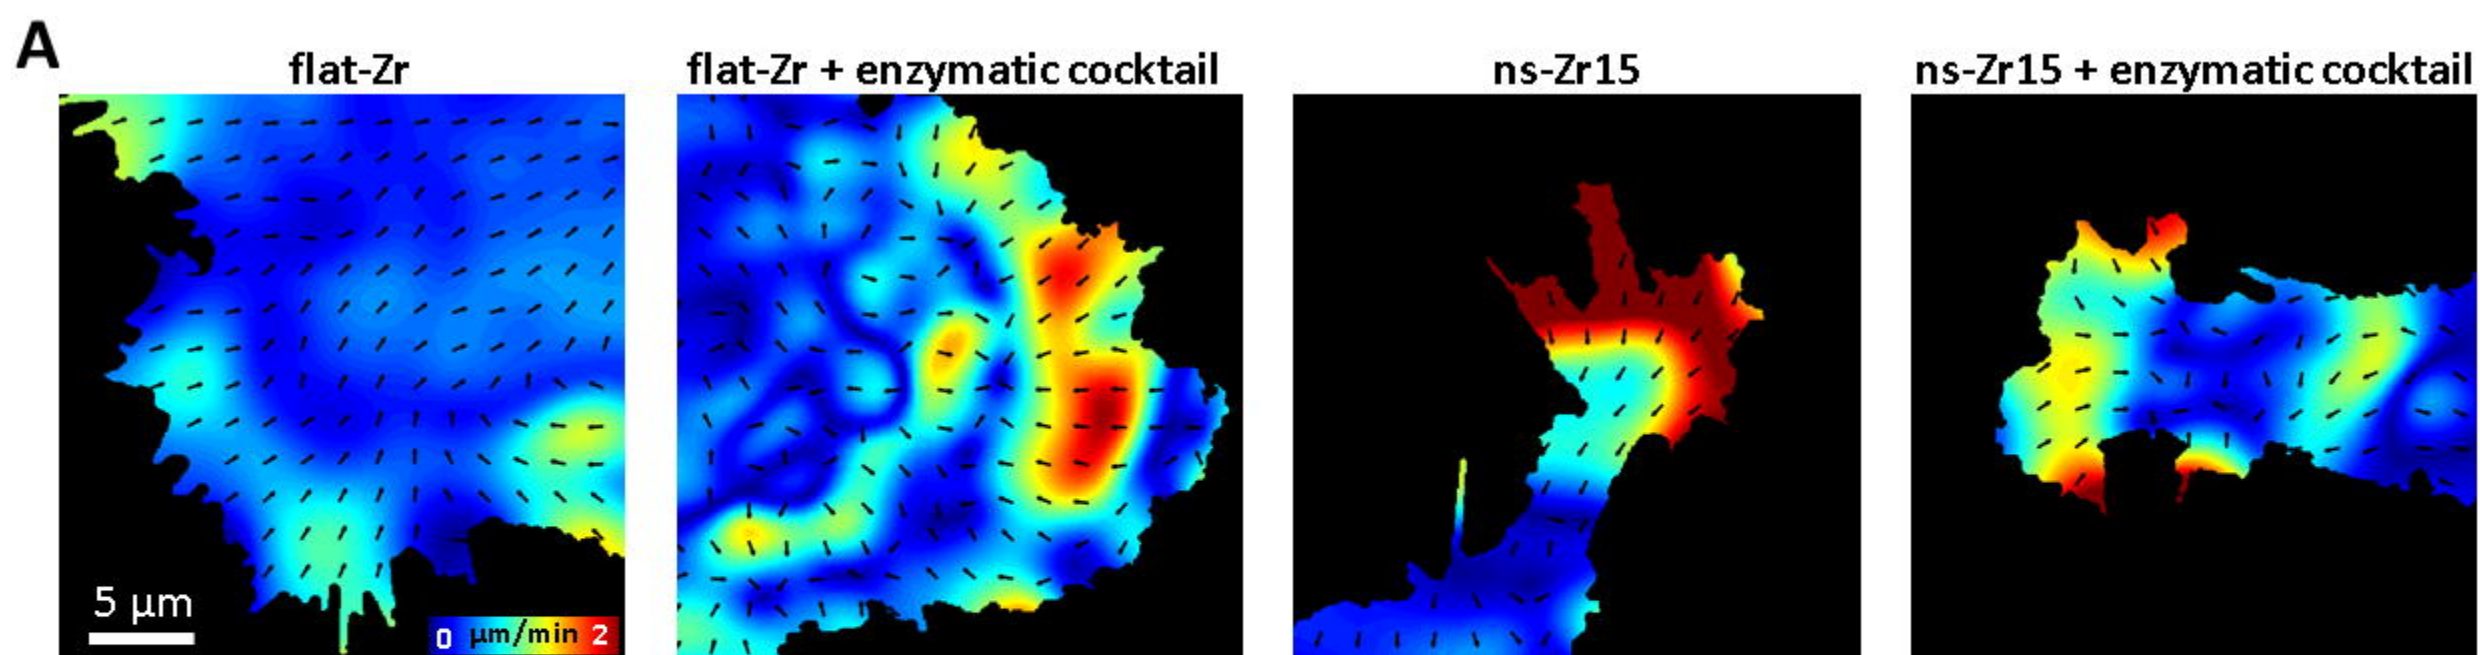 A
flat-Zr
flat-Zr + enzymatic cocktail
ns-Zr15
ns-Zr15 + enzymatic cocktail
5 μm
0 μm/min 2